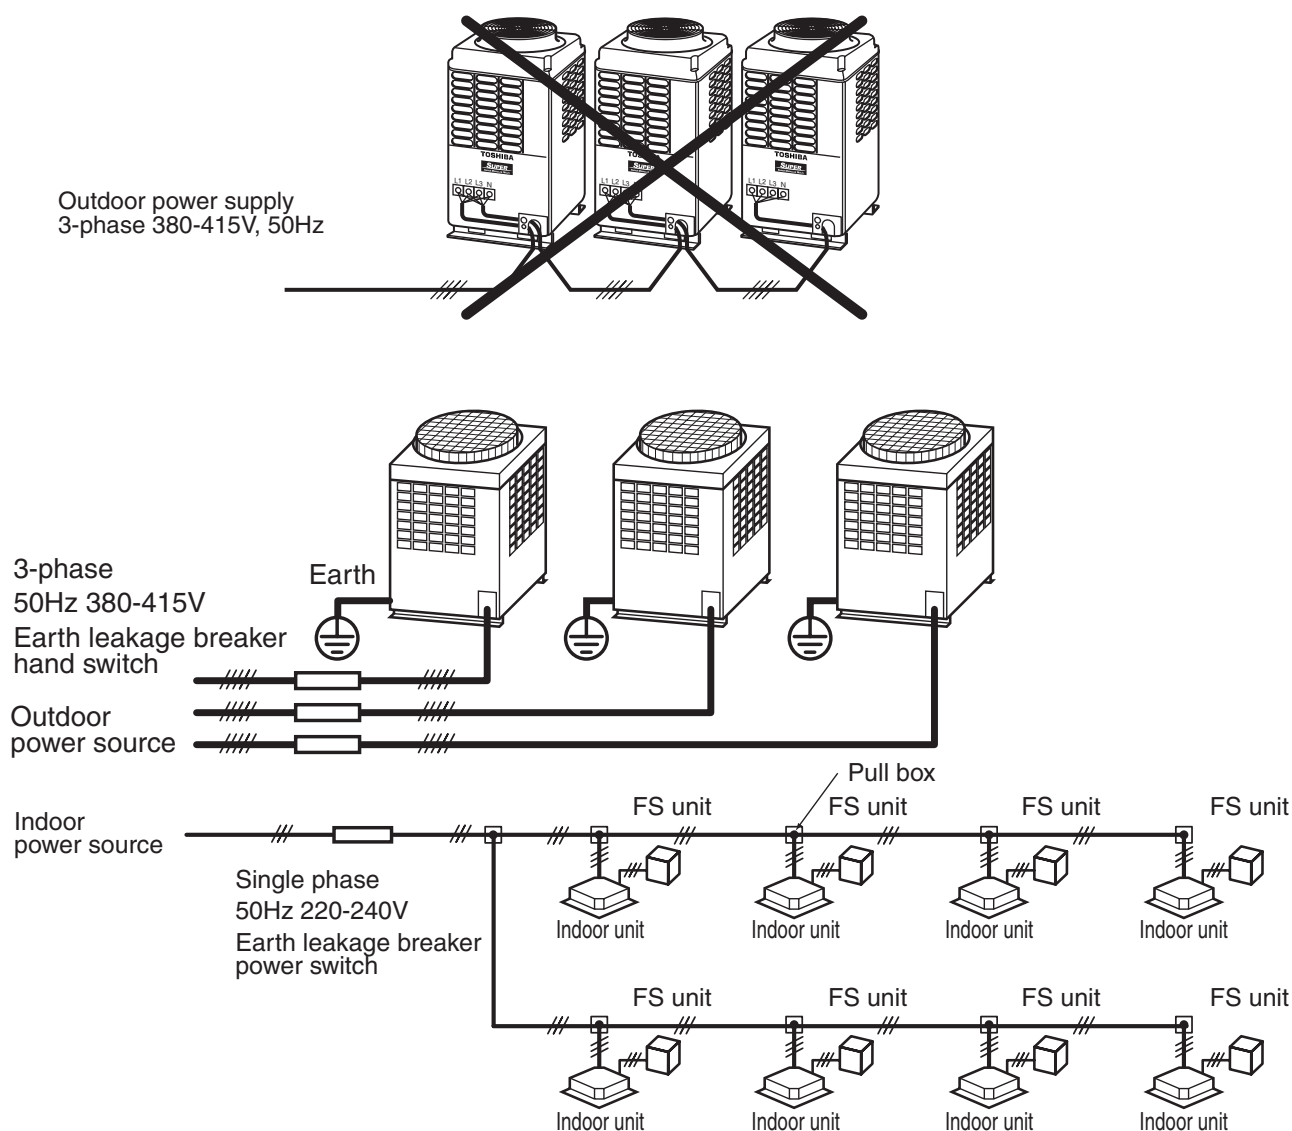 TOSHIBA
SUPER
L1 L2 L3 N
TOSHIBA
SUPER
L1 L2 L3 N
TOSHIBA
SUPER
L1 L2 L3 N
Outdoor power supply
3-phase 380-415V, 50Hz
3-phase
50Hz 380-415V
Earth leakage breaker
hand switch
Earth
Outdoor
power source
Pull box
Indoor
power source
FS unit
FS unit
FS unit
FS unit
Single phase
50Hz 220-240V
Earth leakage breaker
power switch
Indoor unit
Indoor unit
Indoor unit
Indoor unit
FS unit
FS unit
FS unit
FS unit
Indoor unit
Indoor unit
Indoor unit
Indoor unit